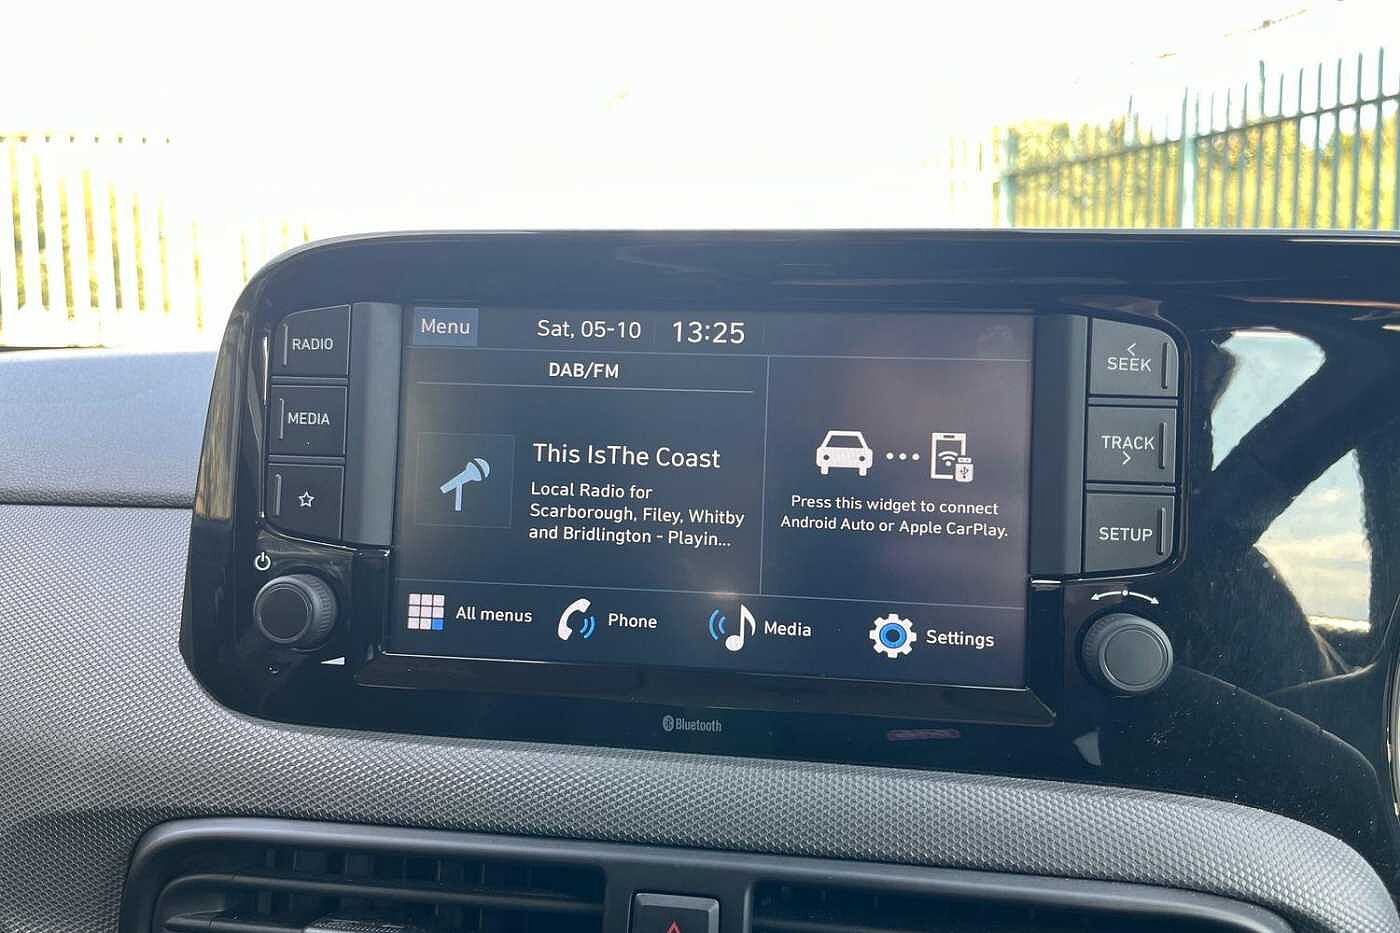 Menu
Sat, 05-10
13:25
DAB/FM
This IsThe Coast
Local Radio for
Scarborough, Filey, Whitby
and Bridlington - Playin...
Press this widget to connect
Android Auto or Apple CarPlay.
All menus
Phone
Media
Settings
RADIO
MEDIA
<
SEEK
TRACK
>
SETUP
Bluetooth